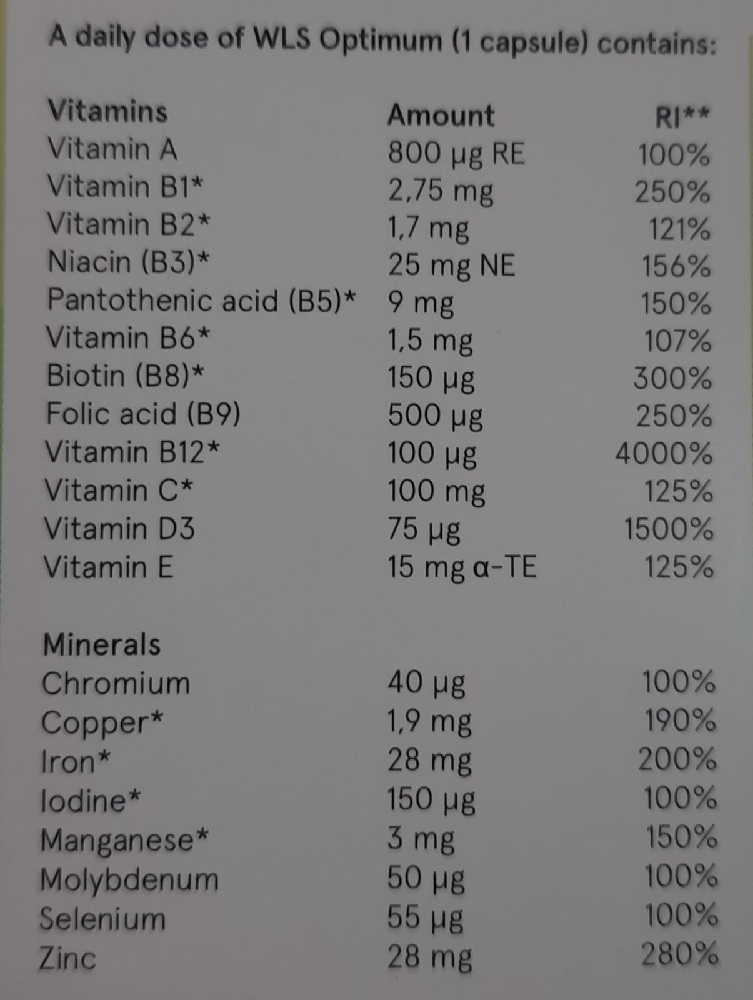 A daily dose of WLS Optimum (1 capsule) contains:
Vitamins Amount RI**
Vitamin A 800 µg RE 100%
Vitamin B1* 2,75 mg 250%
Vitamin B2* 1,7 mg 121%
Niacin (B3)* 25 mg NE 156%
Pantothenic acid (B5)* 9 mg 150%
Vitamin B6* 1,5 mg 107%
Biotin (B8)* 150 µg 300%
Folic acid (B9) 500 µg 250%
Vitamin B12* 100 µg 4000%
Vitamin C* 100 mg 125%
Vitamin D3 75 µg 1500%
Vitamin E 15 mg α-TE 125%
Minerals
Chromium 40 µg 100%
Copper* 1,9 mg 190%
Iron* 28 mg 200%
Iodine* 150 µg 100%
Manganese* 3 mg 150%
Molybdenum 50 µg 100%
Selenium 55 µg 100%
Zinc 28 mg 280%